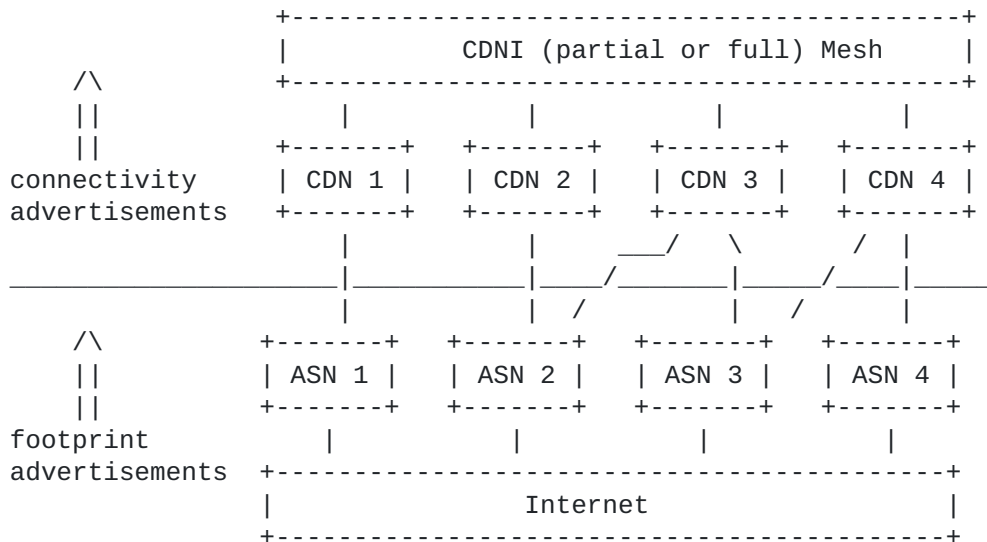 CDNI (partial or full) Mesh
connectivity | CDN 1 | | CDN 2 | | CDN 3 | | CDN 4 |
advertisements
| ASN 1 | | ASN 2 | | ASN 3 | | ASN 4 |
footprint
advertisements
Internet